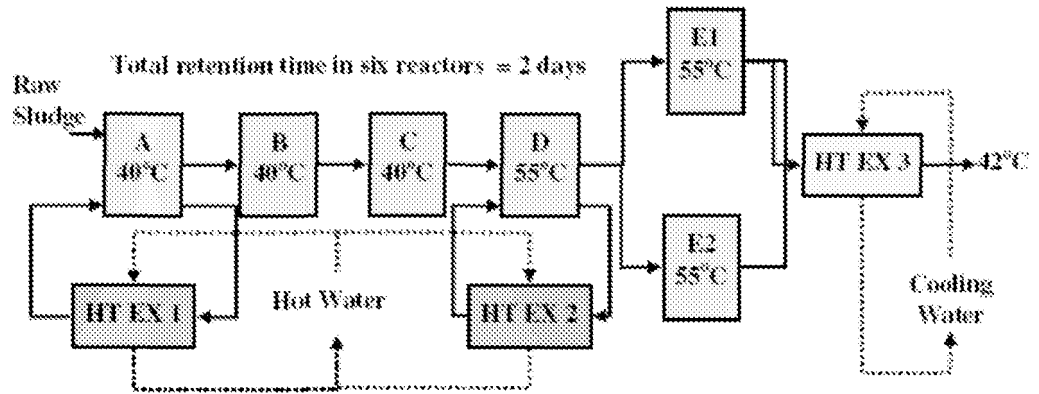 Total retention time in six reactors = 2 days
Raw
Sludge
A
40°C
B
40°C
C
40°C
D
55°C
E1
55°C
E2
55°C
HT EX 1
Hot Water
HT EX 2
HT EX 3
42°C
Cooling
Water